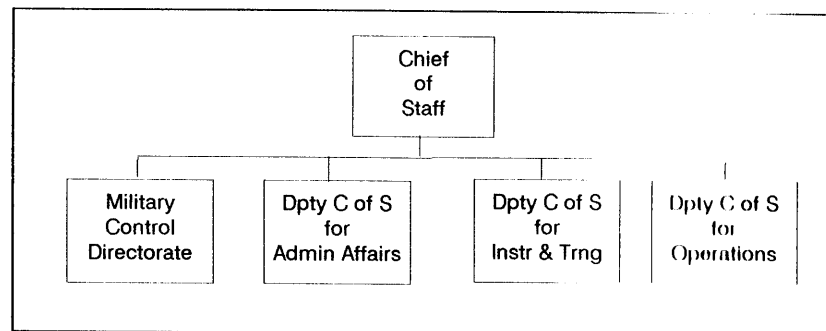 Chief
of
Staff
Military
Control
Directorate
Dpty C of S
for
Admin Affairs
Dpty C of S
for
Instr & Trng
Dpty C of S
for
Operations